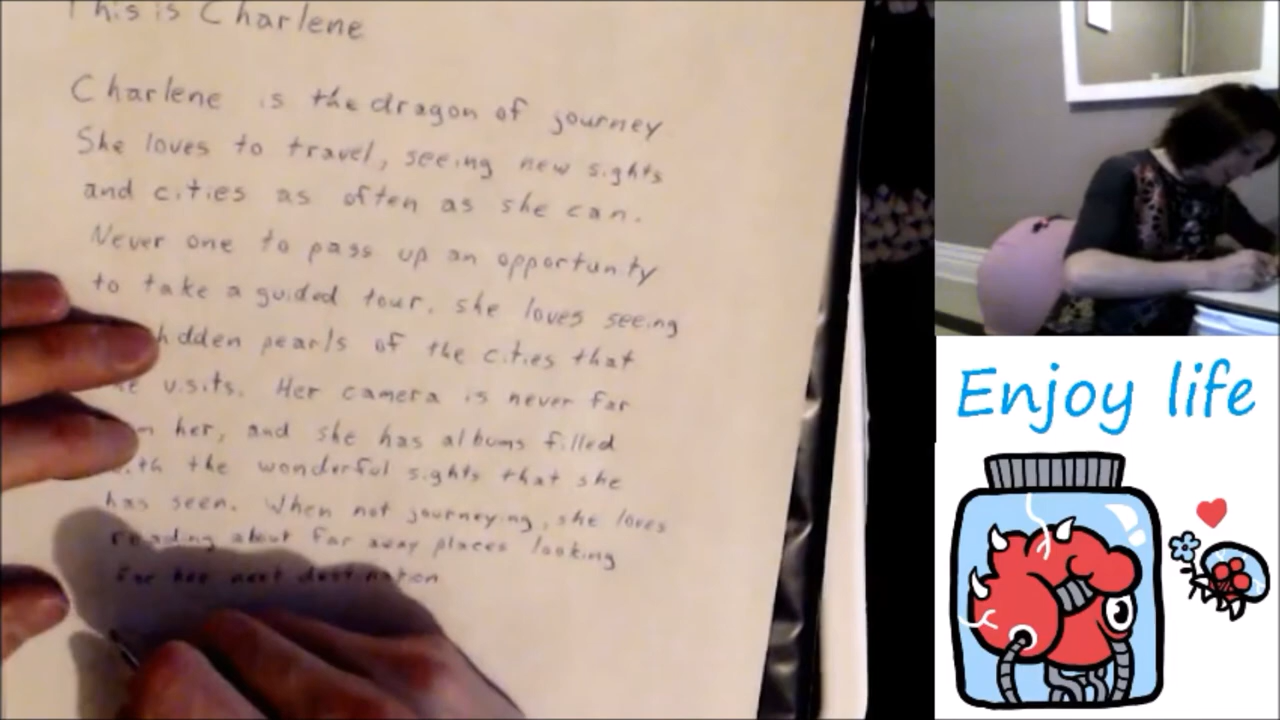 This is Charlene
Charlene is the dragon of journey
She loves to travel, seeing new sights
and cities as often as she can.
Never one to pass up an opportunity
to take a guided tour, she loves seeing
hidden pearls of the cities that
visits. Her camera is never far
her, and she has albums filled
with the wonderful sights that she
has seen. When not journeying, she loves
reading about far away places looking
for her next destination
Enjoy life